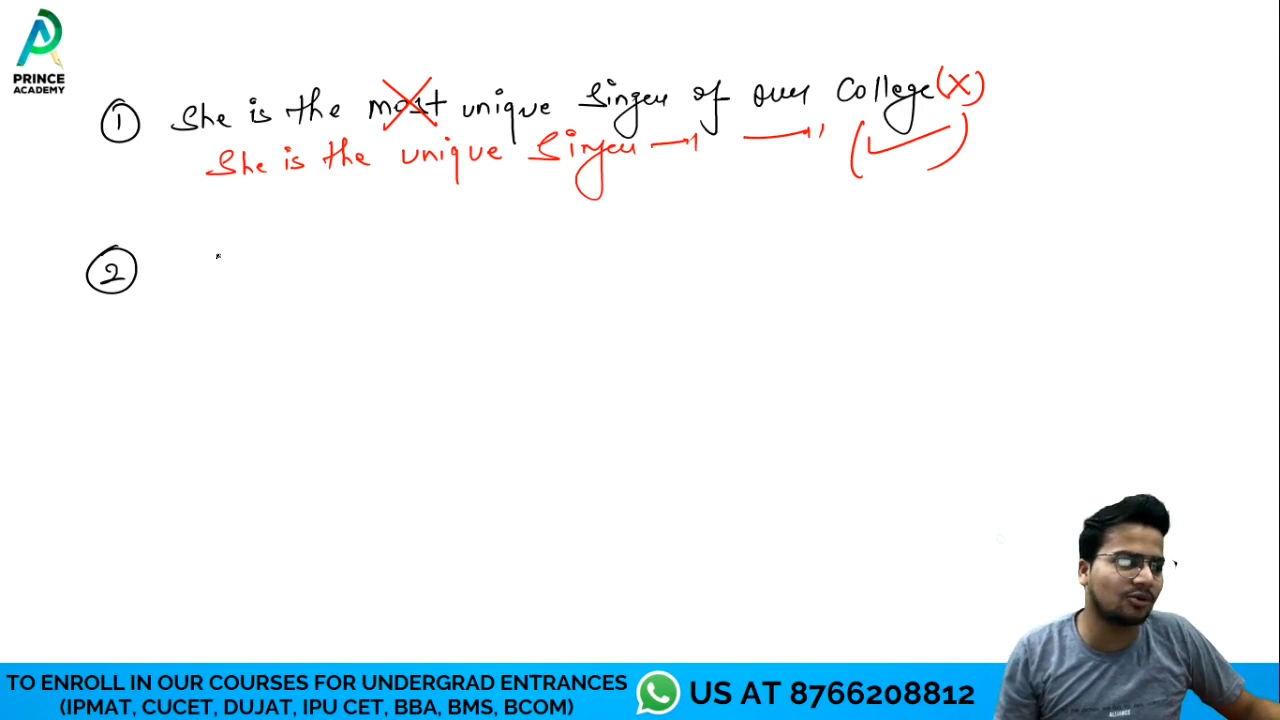 PRINCE
ACADEMY
① She is the most unique Singer of our College (X)
She is the unique Singer
②
TO ENROLL IN OUR COURSES FOR UNDERGRAD ENTRANCES
(IPMAT, CUCET, DUJAT, IPU CET, BBA, BMS, BCOM)
US AT 8766208812
ALLIANCE